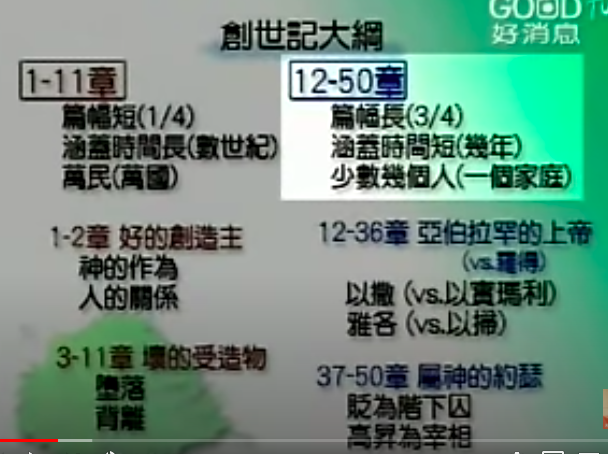 GOOD TV
好消息
創世記大綱
1-11章
篇幅短(1/4)
涵蓋時間長(數世紀)
萬民(萬國)
1-2章 好的創造主
神的作為
人的關係
3-11章 壞的受造物
墮落
背離
12-50章
篇幅長(3/4)
涵蓋時間短(幾年)
少數幾個人(一個家庭)
12-36章 亞伯拉罕的上帝
(vs.羅得)
以撒 (vs.以實瑪利)
雅各 (vs.以掃)
37-50章 屬神的約瑟
貶為階下囚
高昇為宰相